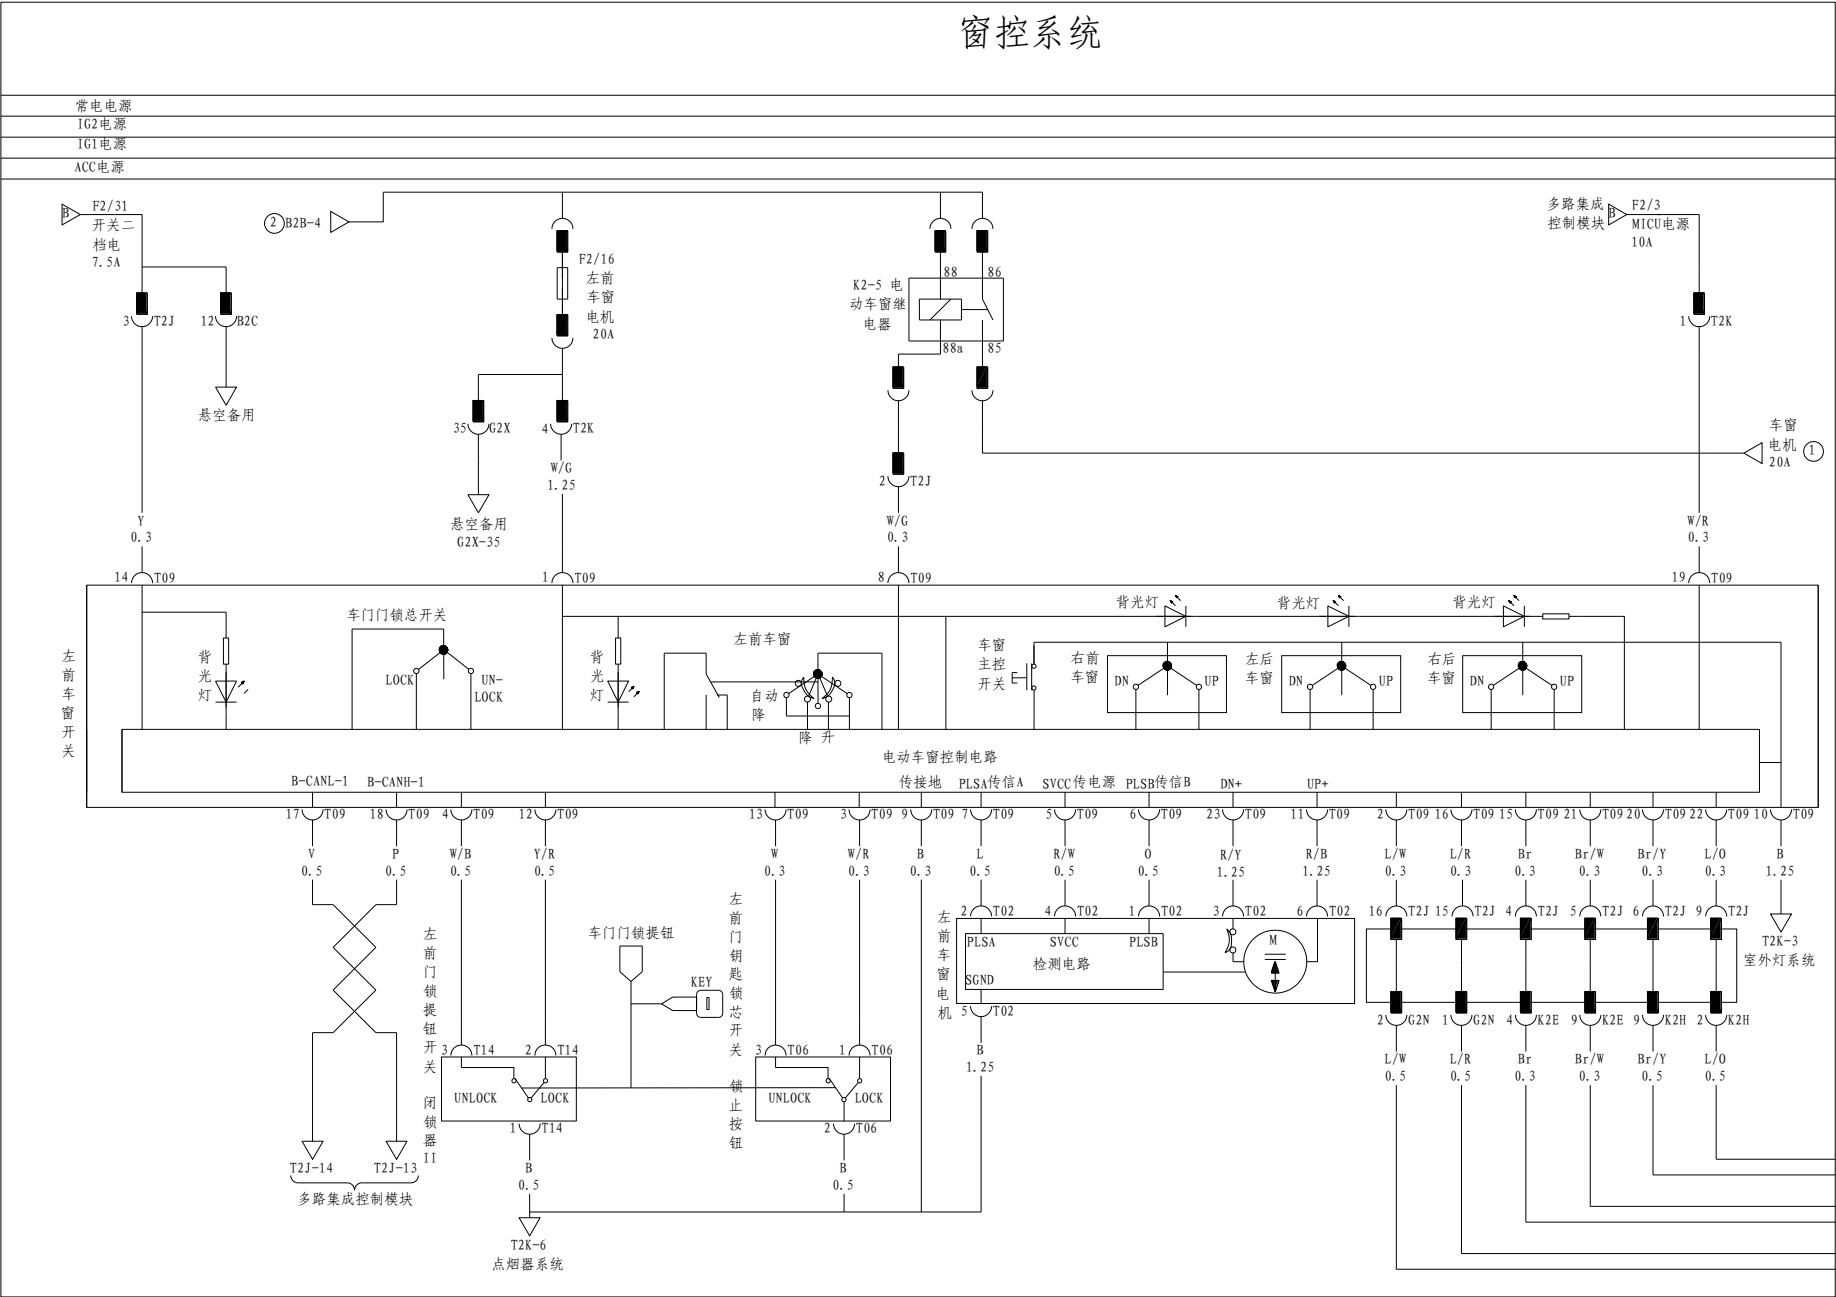 窗控系统
常电电源
IG2电源
IG1电源
ACC电源
B
F2/31
开关二
档电
7.5A
2
B2B-4
F2/16
左前
车窗
电机
20A
K2-5 电
动车窗继
电器
88
86
88a
85
多路集成
控制模块
B
F2/3
MICU电源
10A
3
T2J
12
B2C
悬空备用
35
G2X
4
T2K
悬空备用
G2X-35
W/G
1.25
2
T2J
W/G
0.3
1
T2K
车窗
电机
20A
1
Y
0.3
W/R
0.3
14
T09
1
T09
8
T09
19
T09
左前车窗开关
背光灯
车门门锁总开关
LOCK
UN-
LOCK
背光灯
左前车窗
自动
降
降 升
背光灯
背光灯
背光灯
车窗
主控
开关
右前
车窗
DN
UP
左后
车窗
DN
UP
右后
车窗
DN
UP
电动车窗控制电路
B-CANL-1
B-CANH-1
传接地
PLSA传信A
SVCC传电源
PLSB传信B
DN+
UP+
17
T09
18
T09
4
T09
12
T09
13
T09
3
T09
9
T09
7
T09
5
T09
6
T09
23
T09
11
T09
2
T09
16
T09
15
T09
21
T09
20
T09
22
T09
10
T09
V
0.5
P
0.5
W/B
0.5
Y/R
0.5
W
0.3
W/R
0.3
B
0.3
L
0.5
R/W
0.5
O
0.5
R/Y
1.25
R/B
1.25
L/W
0.3
L/R
0.3
Br
0.3
Br/W
0.3
Br/Y
0.3
L/O
0.3
B
1.25
T2K-3
室外灯系统
左前门锁提钮开关 闭锁器II
车门门锁提钮
KEY
左前门钥匙锁芯开关 锁止按钮
左前车窗电机
2
T02
4
T02
1
T02
3
T02
6
T02
PLSA
SVCC
PLSB
检测电路
SGND
M
5
T02
B
1.25
16
T2J
15
T2J
4
T2J
5
T2J
6
T2J
9
T2J
2
G2N
1
G2N
4
K2E
9
K2E
9
K2H
2
K2H
L/W
0.5
L/R
0.5
Br
0.3
Br/W
0.3
Br/Y
0.5
L/O
0.5
3
T14
2
T14
UNLOCK
LOCK
1
T14
3
T06
1
T06
UNLOCK
LOCK
2
T06
B
0.5
B
0.5
T2J-14
T2J-13
多路集成控制模块
T2K-6
点烟器系统